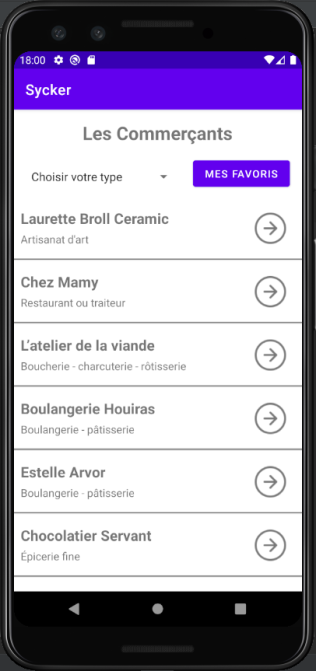 18:00
Sycker
Les Commerçants
Choisir votre type
MES FAVORIS
Laurette Broll Ceramic
Artisanat d'art
Chez Mamy
Restaurant ou traiteur
L'atelier de la viande
Boucherie - charcuterie - rôtisserie
Boulangerie Houiras
Boulangerie - pâtisserie
Estelle Arvor
Boulangerie - pâtisserie
Chocolatier Servant
Épicerie fine